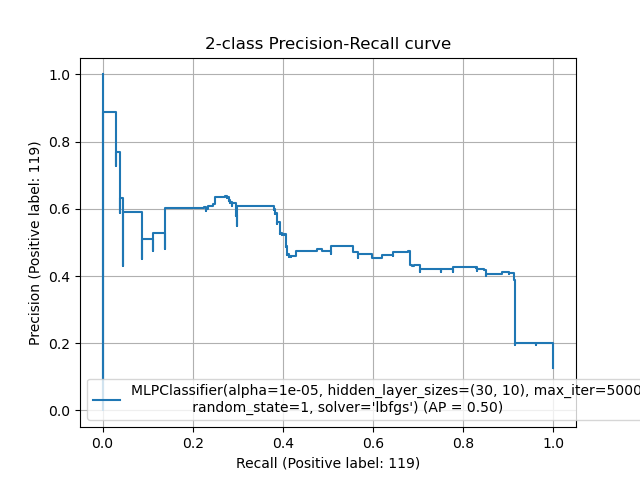 2-class Precision-Recall curve
1.0
0.8
0.6
0.4
0.2
0.0
Precision (Positive label: 119)
MLPClassifier(alpha=1e-05, hidden_layer_sizes=(30, 10), max_iter=5000
random_state=1, solver='lbfgs') (AP = 0.50)
0.0 0.2 0.4 0.6 0.8 1.0
Recall (Positive label: 119)